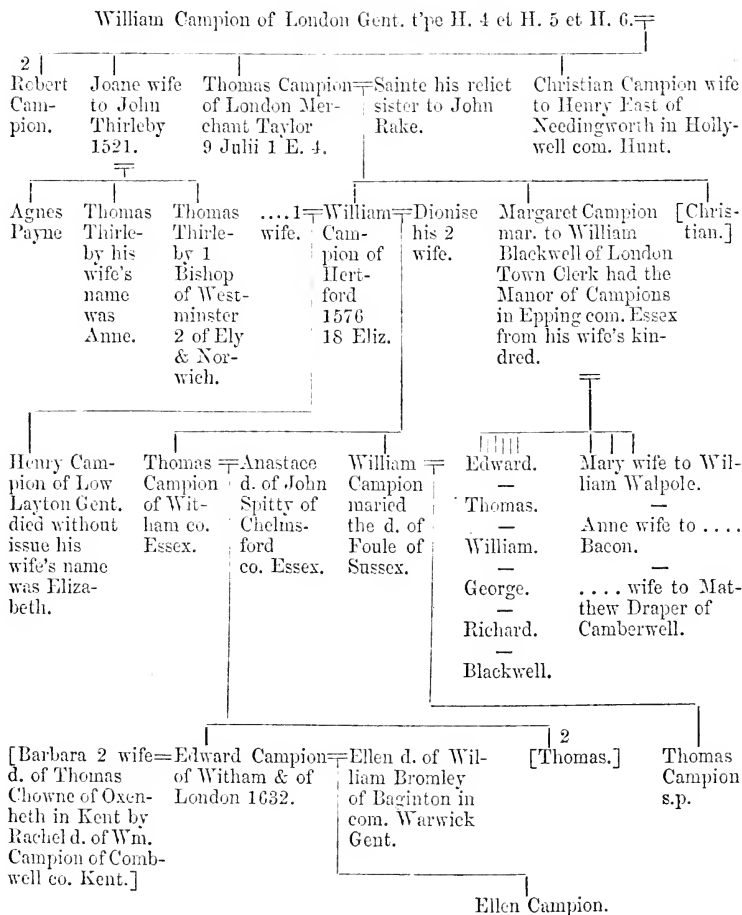 William Campion of London Gent. t'pe H. 4 et H. 5 et H. 6.
2
Robert
Cam-
pion.
Joane wife
to John
Thirleby
1521.
Thomas Campion
of London Mer-
chant Taylor
9 Julii 1 E. 4.
Sainte his relict
sister to John
Rake.
Christian Campion wife
to Henry East of
Needingworth in Holly-
well com. Hunt.
Agnes
Payne
Thomas
Thirle-
by his
wife's
name
was
Anne.
Thomas
Thirle-
by 1
Bishop
of West-
minster
2 of Ely
& Nor-
wich.
....1
wife.
William
Cam-
pion of
Hert-
ford
1576
18 Eliz.
Dionise
his 2
wife.
Margaret Campion
mar. to William
Blackwell of London
Town Clerk had the
Manor of Campions
in Epping com. Essex
from his wife's kin-
dred.
[Chris-
tian.]
Henry Cam-
pion of Low
Layton Gent.
died without
issue his
wife's name
was Eliza-
beth.
Thomas
Campion
of Wit-
ham co.
Essex.
Anastace
d. of John
Spitty of
Chelms-
ford
co. Essex.
William
Campion
maried
the d. of
Foule of
Sussex.
Edward.
—
Thomas.
—
William.
—
George.
—
Richard.
—
Blackwell.
Mary wife to Wil-
liam Walpole.
—
Anne wife to ....
Bacon.
—
.... wife to Mat-
thew Draper of
Camberwell.
[Barbara 2 wife
d. of Thomas
Chowne of Oxen-
heth in Kent by
Rachel d. of Wm.
Campion of Comb-
well co. Kent.]
Edward Campion
of Witham & of
London 1632.
Ellen d. of Wil-
liam Bromley
of Baginton in
com. Warwick
Gent.
2
[Thomas.]
Thomas
Campion
s.p.
Ellen Campion.